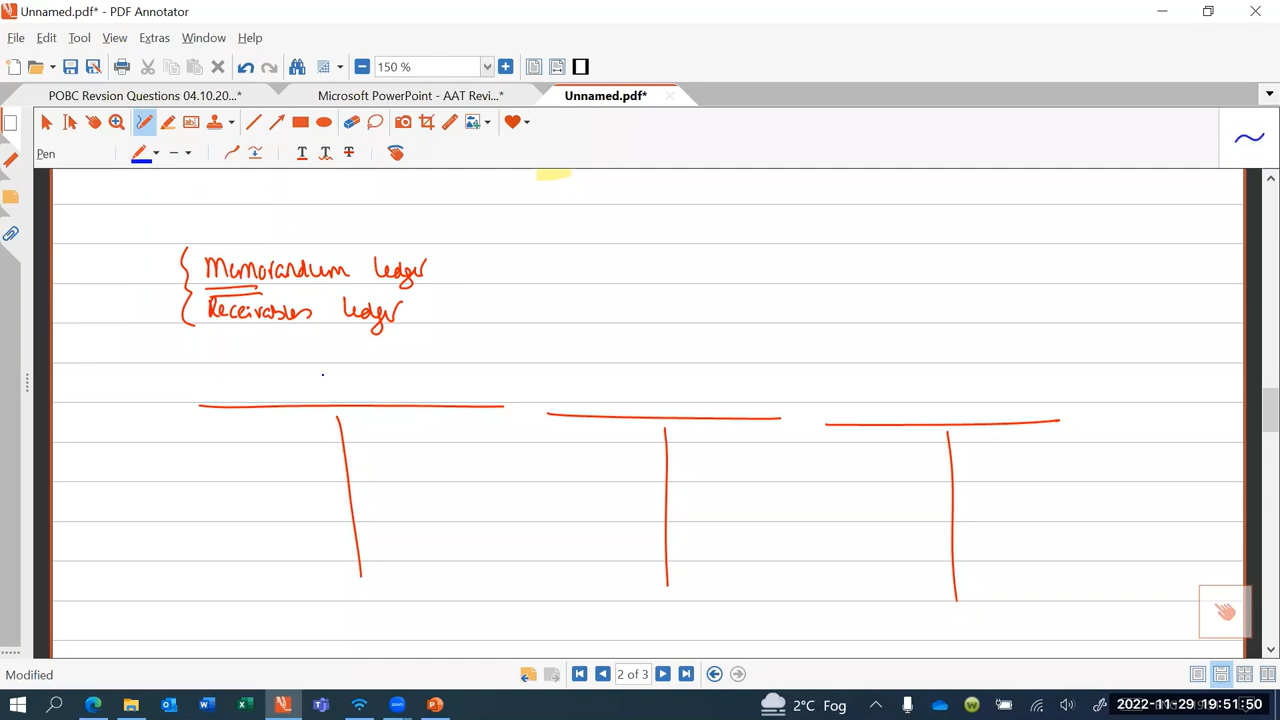 Unnamed.pdf* - PDF Annotator
File Edit Tool View Extras Window Help
150 %
POBC Revsion Questions 04.10.20...*
Microsoft PowerPoint - AAT Revi...*
Unnamed.pdf*
Pen
Memorandum ledger
Receivables ledger
Modified
2 of 3
2°C Fog
2022-11-29 19:51:50